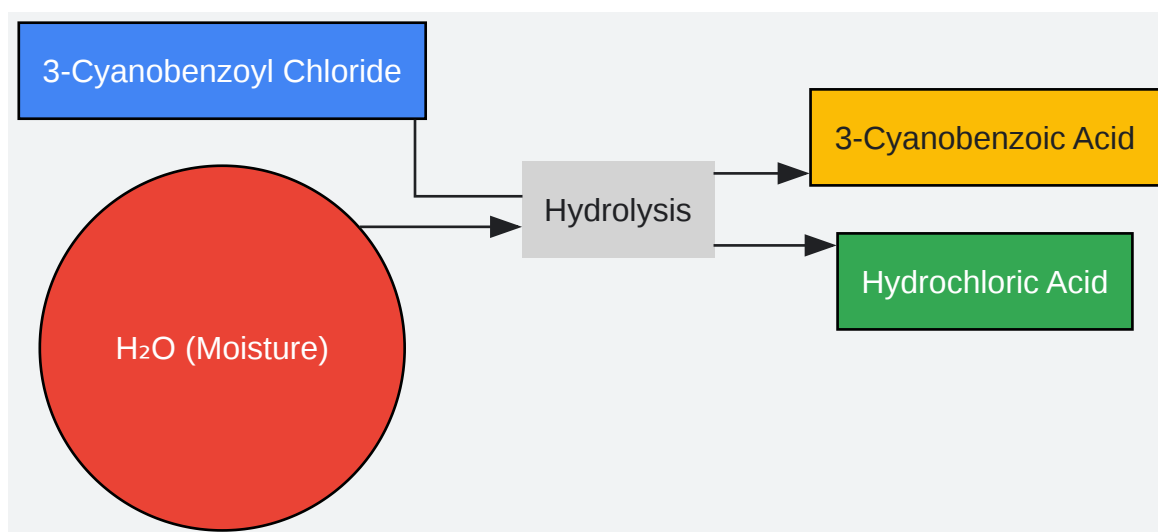 3-Cyanobenzoyl Chloride
3-Cyanobenzoic Acid
Hydrolysis
Hydrochloric Acid
H₂O (Moisture)